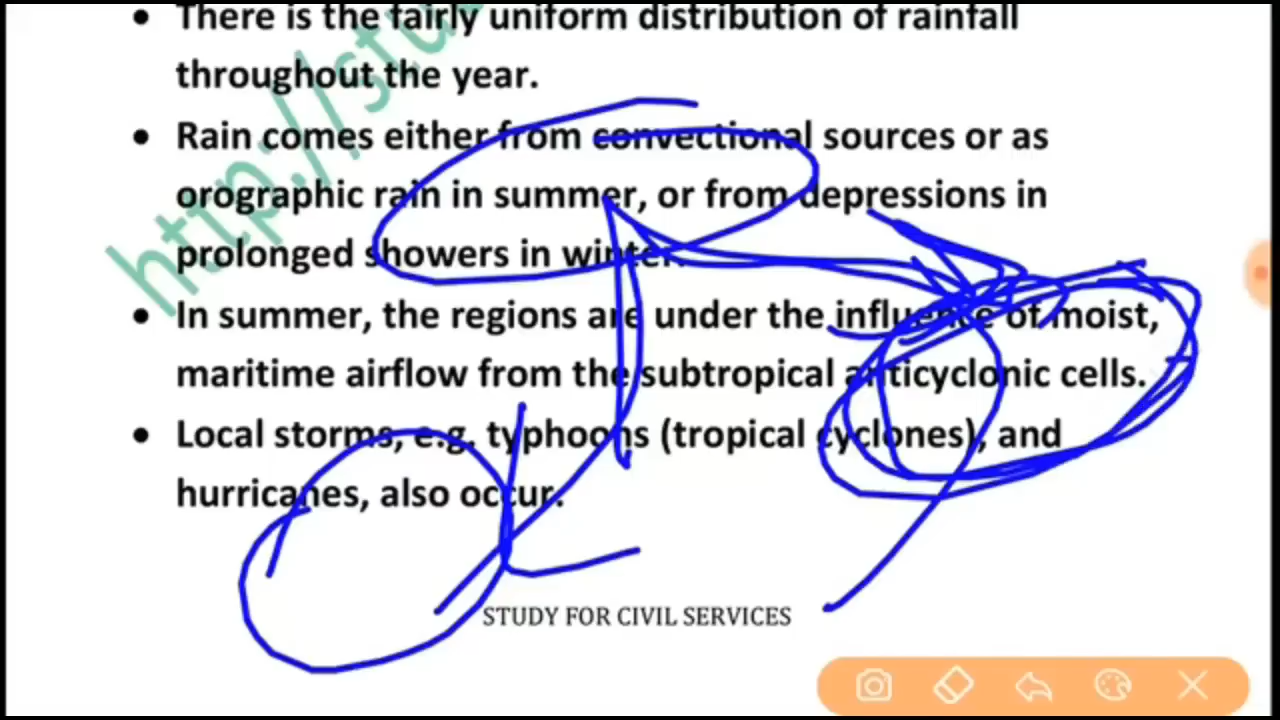 • There is the fairly uniform distribution of rainfall
throughout the year.
• Rain comes either from convectional sources or as
orographic rain in summer, or from depressions in
prolonged showers in winter.
• In summer, the regions are under the influence of moist,
maritime airflow from the subtropical anticyclonic cells.
• Local storms, e.g. typhoons (tropical cyclones), and
hurricanes, also occur.
http://stu
STUDY FOR CIVIL SERVICES